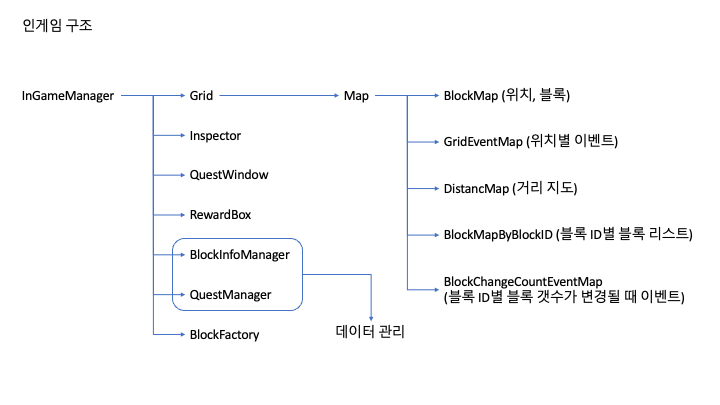 인게임 구조
InGameManager
Grid
Map
BlockMap (위치, 블록)
Inspector
GridEventMap (위치별 이벤트)
QuestWindow
DistancMap (거리 지도)
RewardBox
BlockMapByBlockID (블록 ID별 블록 리스트)
BlockInfoManager
QuestManager
BlockChangeCountEventMap
(블록 ID별 블록 갯수가 변경될 때 이벤트)
BlockFactory
데이터 관리